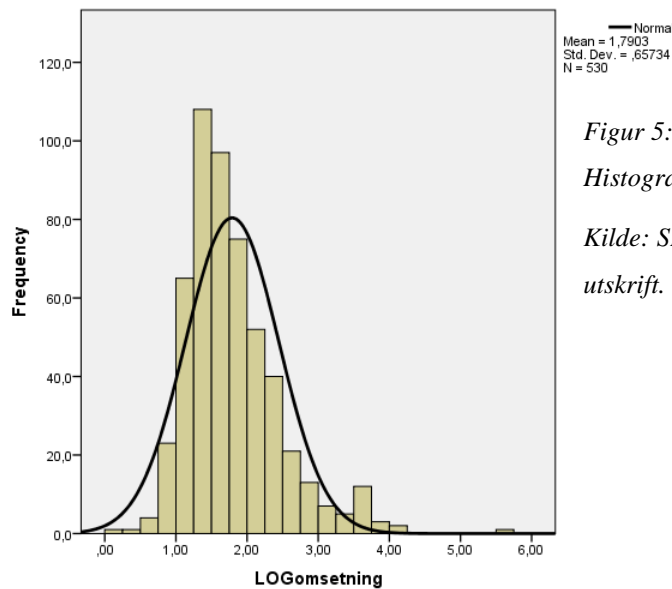 Mean = 1,7903
Std. Dev. = ,65734
N = 530
Figur 5:
Kilde:
utskrift.
120,0
100,0
80,0
60,0
40,0
20,0
0,0
Frequency
,00 1,00 2,00 3,00 4,00 5,00 6,00
LOGomsetning